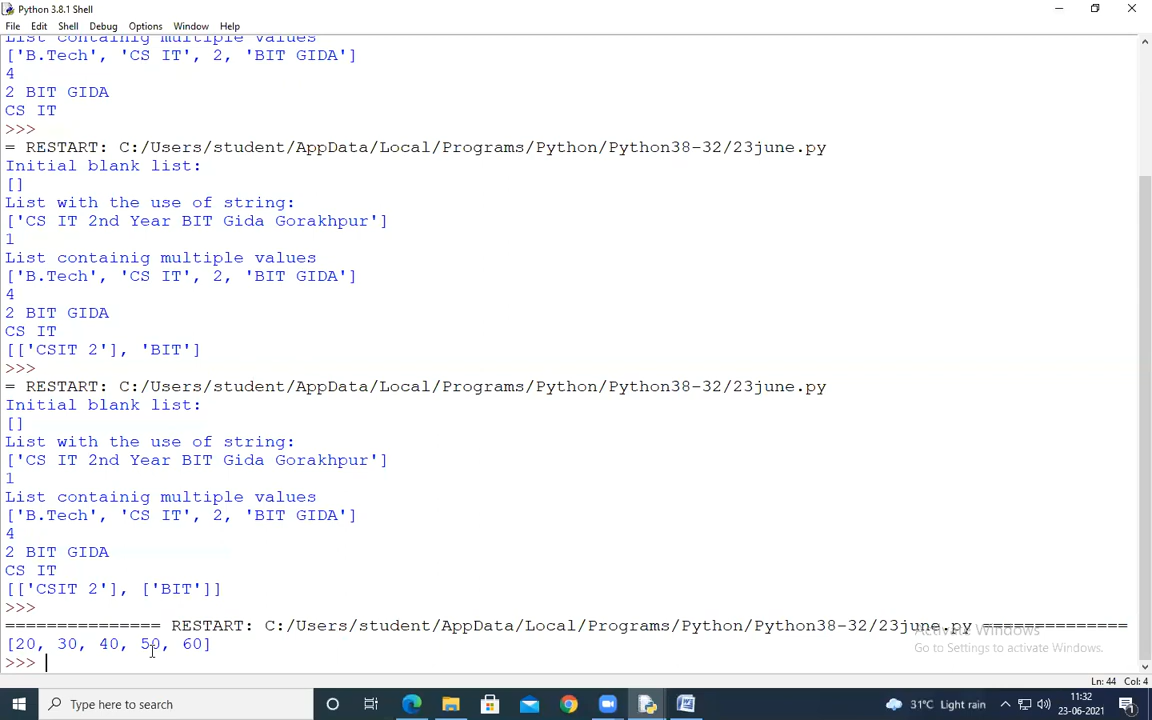 Python 3.8.1 Shell
File Edit Shell Debug Options Window Help
List containig multiple values
['B.Tech', 'CS IT', 2, 'BIT GIDA']
4
2 BIT GIDA
CS IT
>>>
= RESTART: C:/Users/student/AppData/Local/Programs/Python/Python38-32/23june.py
Initial blank list:
[]
List with the use of string:
['CS IT 2nd Year BIT Gida Gorakhpur']
1
List containig multiple values
['B.Tech', 'CS IT', 2, 'BIT GIDA']
4
2 BIT GIDA
CS IT
[['CSIT 2'], 'BIT']
>>>
= RESTART: C:/Users/student/AppData/Local/Programs/Python/Python38-32/23june.py
Initial blank list:
[]
List with the use of string:
['CS IT 2nd Year BIT Gida Gorakhpur']
1
List containig multiple values
['B.Tech', 'CS IT', 2, 'BIT GIDA']
4
2 BIT GIDA
CS IT
[['CSIT 2'], ['BIT']]
>>>
=============== RESTART: C:/Users/student/AppData/Local/Programs/Python/Python38-32/23june.py ==============
[20, 30, 40, 50, 60]
>>>
Activate Windows
Go to Settings to activate Windows.
Ln: 44 Col: 4
Type here to search
31°C Light rain
11:32
23-06-2021
1